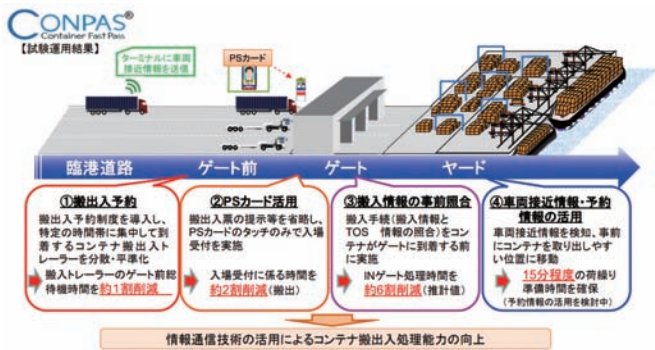 CONPAS®
Container Fast Pass
【試験運用結果】
ターミナルに車両
接近情報を送信
PSカード
臨港道路
ゲート前
ゲート
ヤード
①搬出入予約
搬出入予約制度を導入し、
特定の時間帯に集中して到
着するコンテナ搬出入ト
レーラーを分散・平準化
搬入トレーラーのゲート前総
待機時間を約1割削減
②PSカード活用
搬出入票の提示等を省略し、
PSカードのタッチのみで入場
受付を実施
入場受付に係る時間を
約2割削減(搬出)
③搬入情報の事前照合
搬入手続(搬入情報と
TOS 情報の照合)をコン
テナがゲートに到着する前
に実施
INゲート処理時間を
約6割削減(推計値)
④車両接近情報・予約
情報の活用
車両接近情報を検知、事前
にコンテナを取り出しやす
い位置に移動
15分程度の荷繰り
準備時間を確保
(予約情報の活用を検討中)
情報通信技術の活用によるコンテナ搬出入処理能力の向上